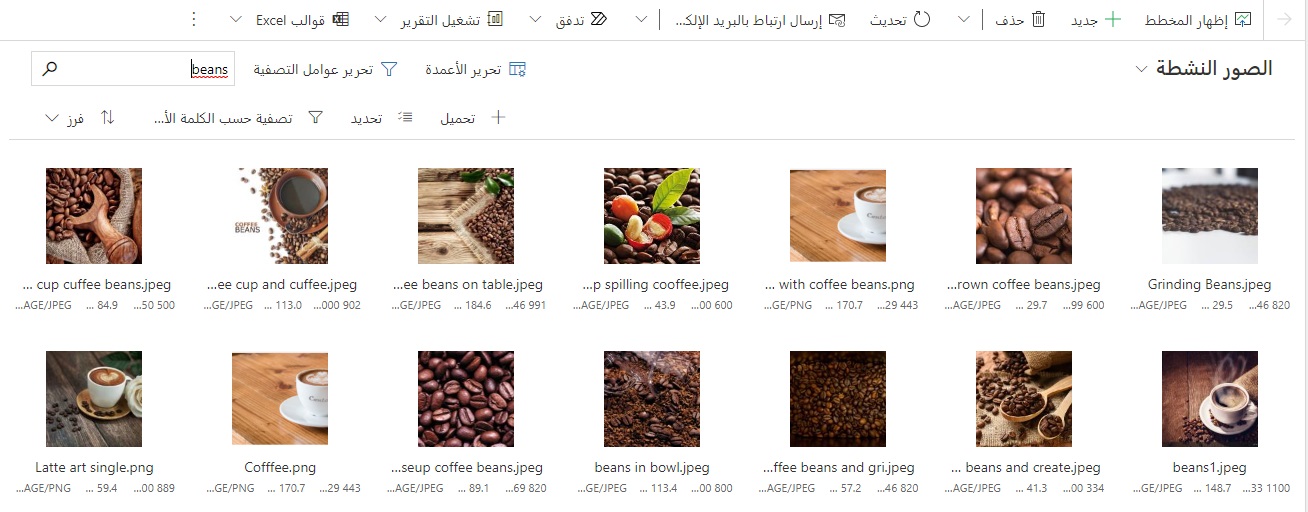 إظهار المخطط جديد حذف تحديث إرسال ارتباط بالبريد الإلك... تدفق تشغيل التقرير قوالب Excel
الصور النشطة تحرير الأعمدة تحرير عوامل التصفية beans
تحميل تحديد تصفية حسب الكلمة الأ... فرز
Grinding Beans.jpeg ...rown coffee beans.jpeg ... with coffee beans.png ...p spilling cooffee.jpeg ...ee beans on table.jpeg ...ee cup and cuffee.jpeg ... cup cuffee beans.jpeg
...AGE/JPEG ... 29.5 ...46 820 ...AGE/JPEG ... 29.7 ...99 600 ...GE/PNG ... 170.7 ...29 443 ...AGE/JPEG ... 43.9 ...00 600 ...GE/JPEG ... 184.6 ...46 991 ...GE/JPEG ... 113.0 ...000 902 ...AGE/JPEG ... 84.9 ...50 500
COFFEE
BEANS
beans1.jpeg ... beans and create.jpeg ...ffee beans and gri.jpeg beans in bowl.jpeg ...seup coffee beans.jpeg Cofffee.png Latte art single.png
...GE/JPEG ... 148.7 ...33 1100 ...AGE/JPEG ... 41.3 ...00 334 ...AGE/JPEG ... 57.2 ...46 820 ...GE/JPEG ... 113.4 ...00 800 ...AGE/JPEG ... 89.1 ...69 820 ...GE/PNG ... 170.7 ...29 443 ...AGE/PNG ... 59.4 ...00 889